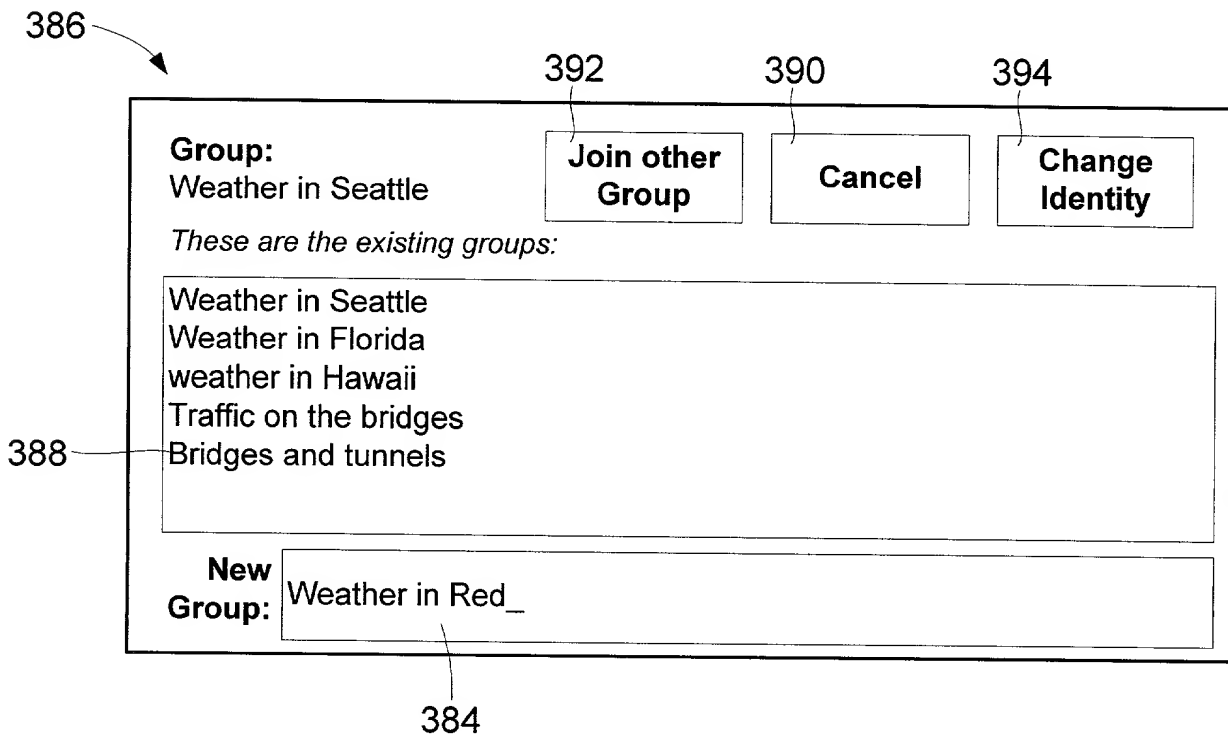 386
392 390 394
Group:
Weather in Seattle
Join other
Group
Cancel
Change
Identity
These are the existing groups:
Weather in Seattle
Weather in Florida
weather in Hawaii
Traffic on the bridges
388
Bridges and tunnels
New
Group:
Weather in Red_
384